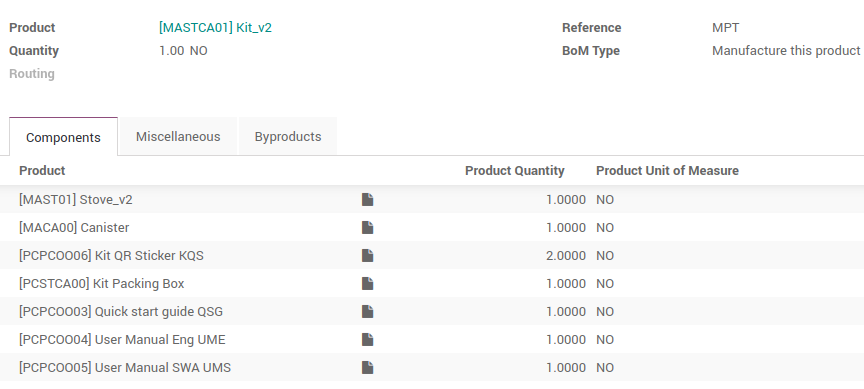 Product [MASTCA01] Kit_v2 Reference MPT
Quantity 1.00 NO BoM Type Manufacture this product
Routing
Components Miscellaneous Byproducts
Product Product Quantity Product Unit of Measure
[MAST01] Stove_v2 1.0000 NO
[MACA00] Canister 1.0000 NO
[PCPCOO06] Kit QR Sticker KQS 2.0000 NO
[PCSTCA00] Kit Packing Box 1.0000 NO
[PCPCOO03] Quick start guide QSG 1.0000 NO
[PCPCOO04] User Manual Eng UME 1.0000 NO
[PCPCOO05] User Manual SWA UMS 1.0000 NO